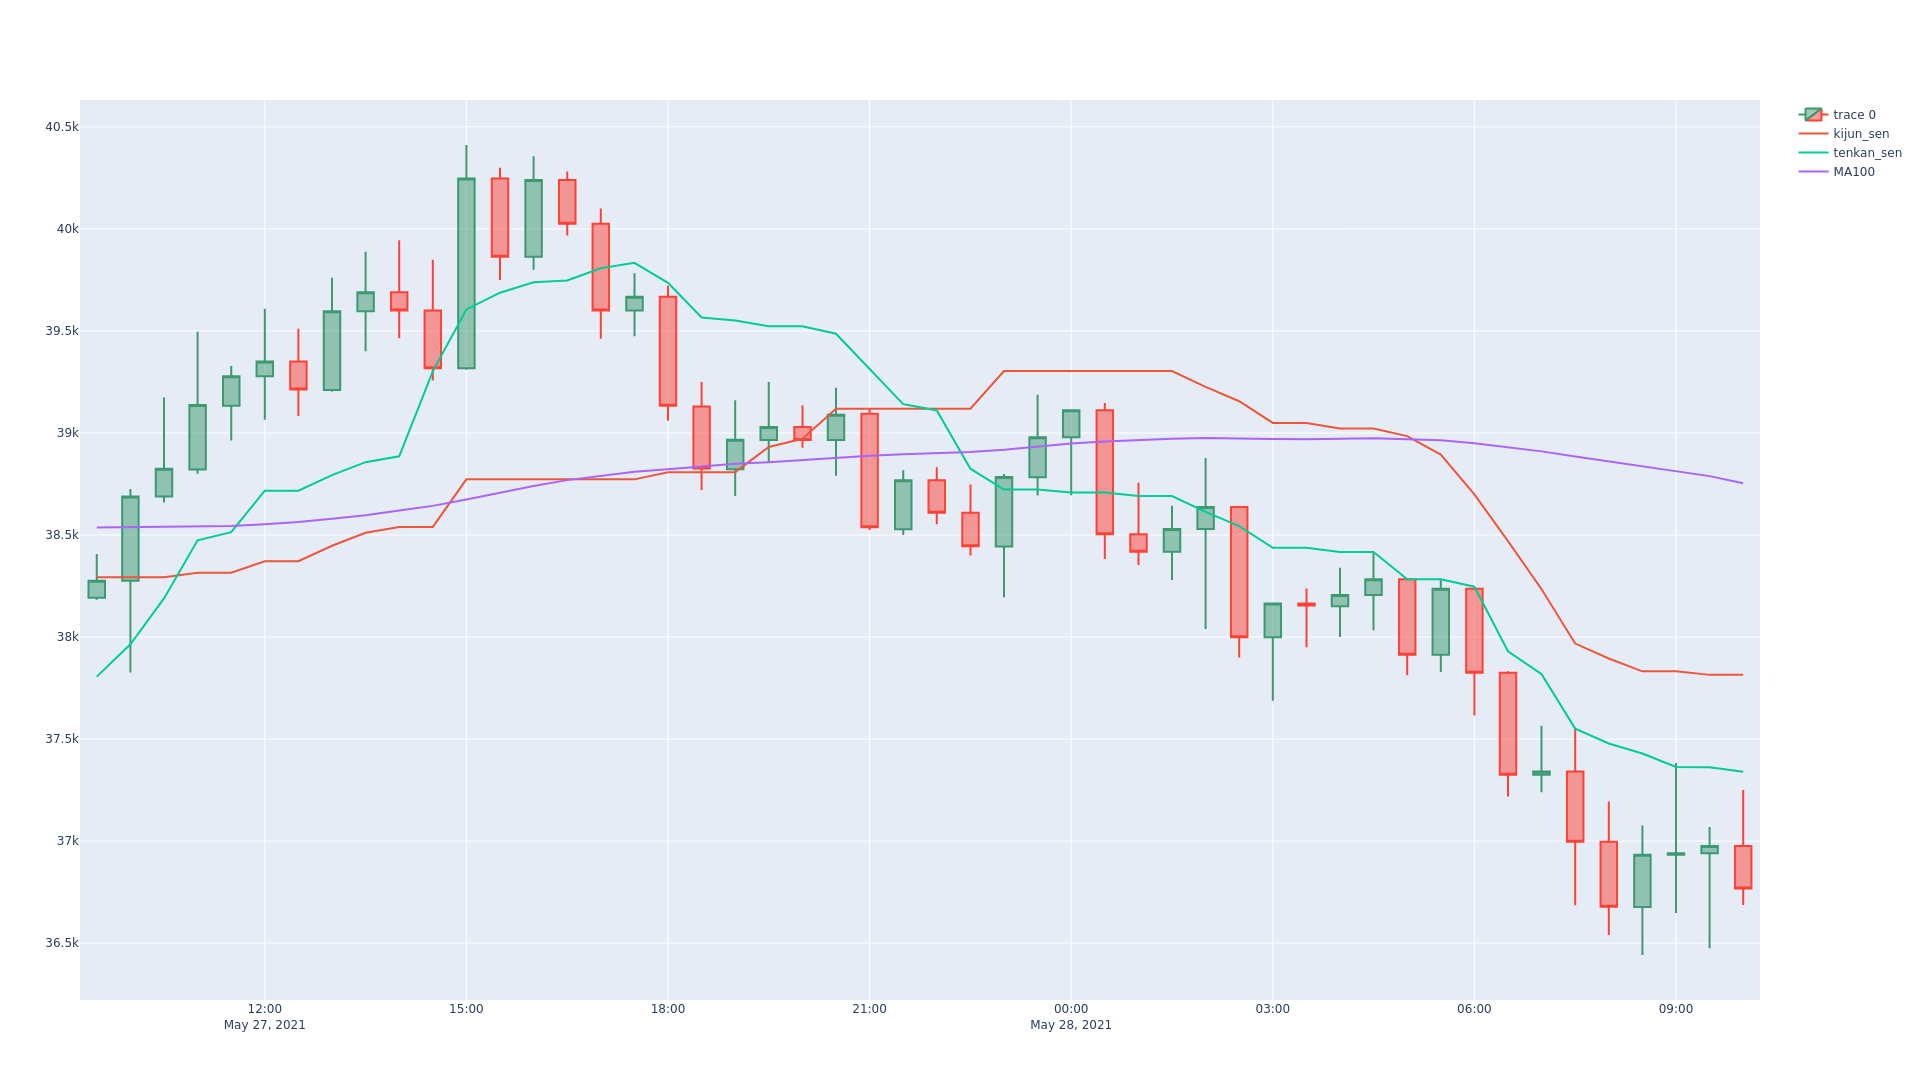 40.5k
40k
39.5k
39k
38.5k
38k
37.5k
37k
36.5k
12:00
May 27, 2021
15:00
18:00
21:00
00:00
May 28, 2021
03:00
06:00
09:00
trace 0
kijun_sen
tenkan_sen
MA100